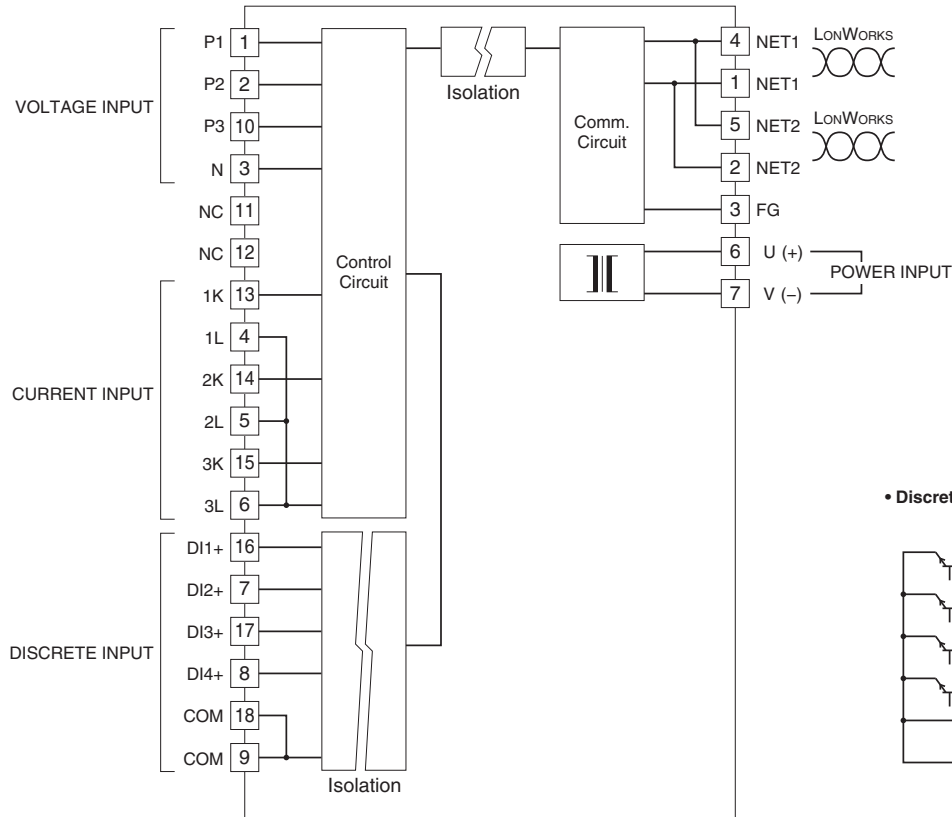 P1 1
P2 2
VOLTAGE INPUT
P3 10
N 3
NC 11
NC 12
1K 13
1L 4
2K 14
CURRENT INPUT
2L 5
3K 15
3L 6
DI1+ 16
DI2+ 7
DI3+ 17
DISCRETE INPUT
DI4+ 8
COM 18
COM 9
Control
Circuit
Isolation
Isolation
Comm.
Circuit
4 NET1 LONWORKS
1 NET1
5 NET2 LONWORKS
2 NET2
3 FG
6 U (+)
POWER INPUT
7 V (–)
• Discret